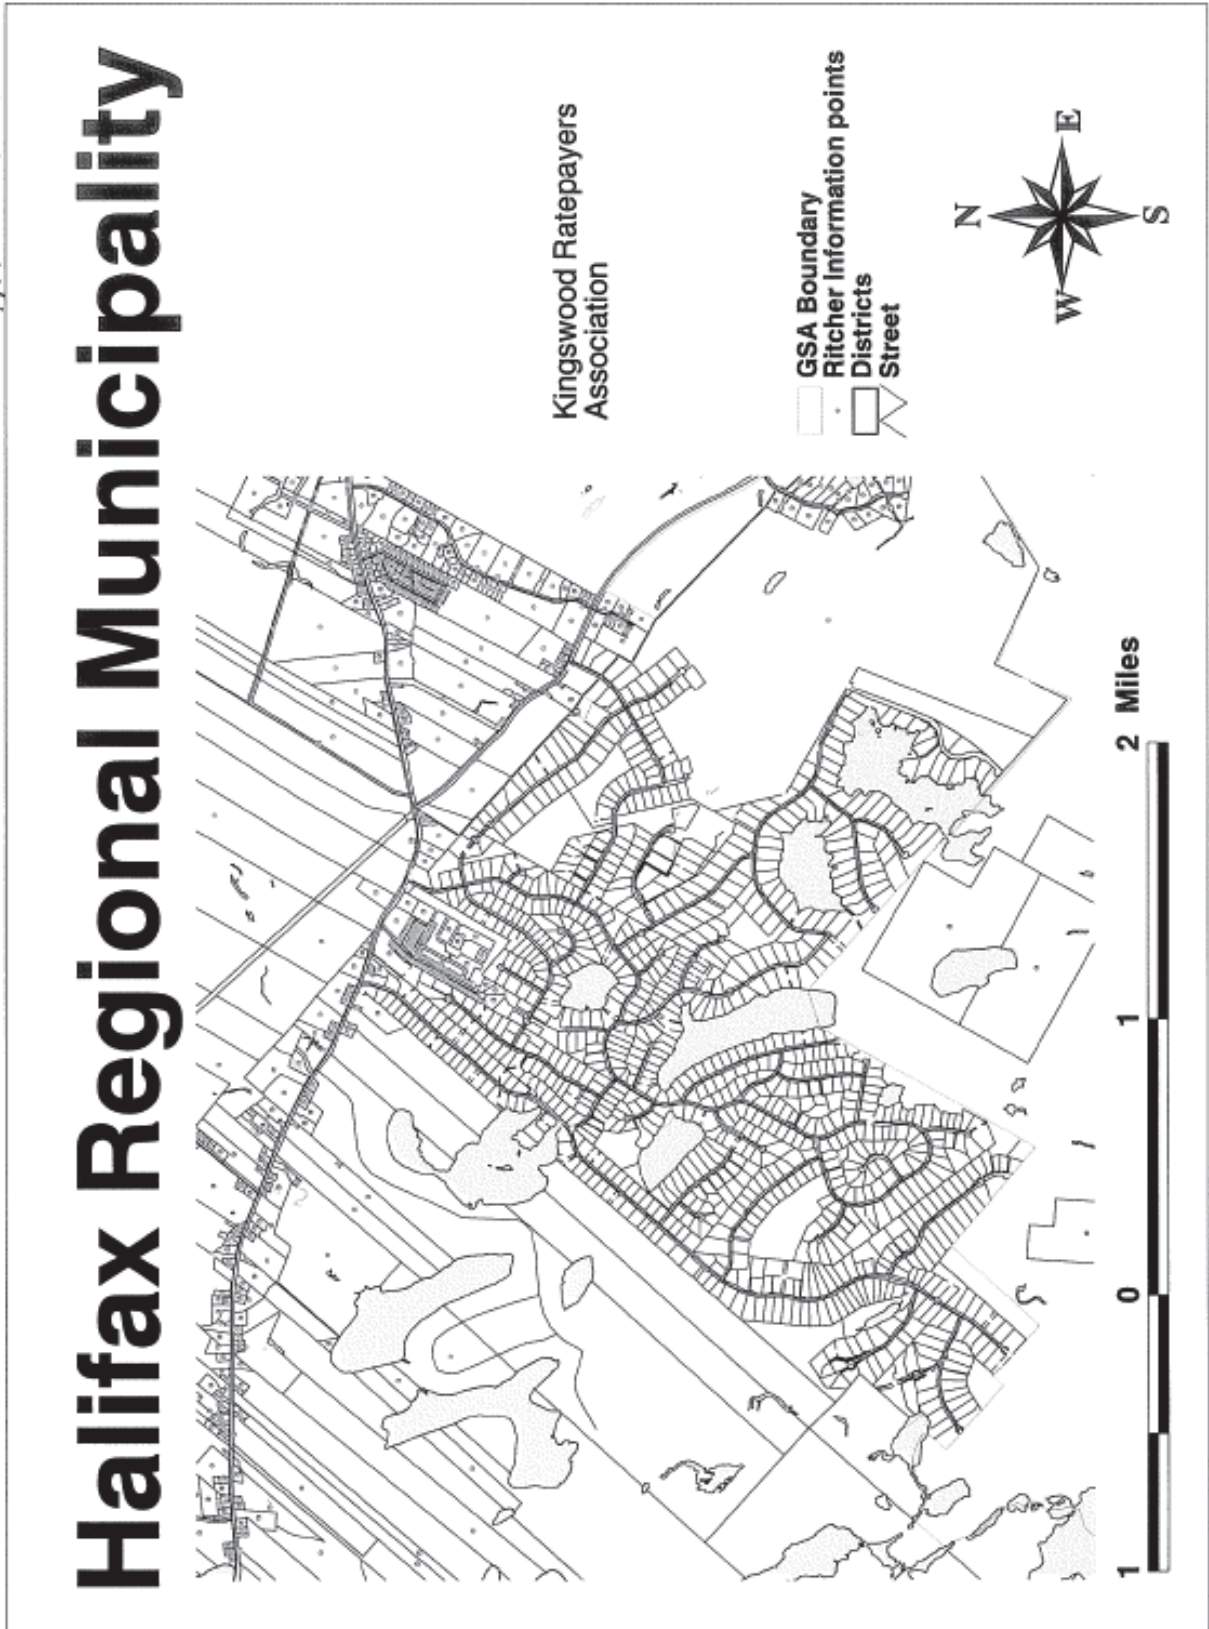 Halifax Regional Municipality
Kingswood Ratepayers
Association
GSA Boundary
Ritcher Information points
Districts
Street
N
W
E
S
1
0
1
2
Miles